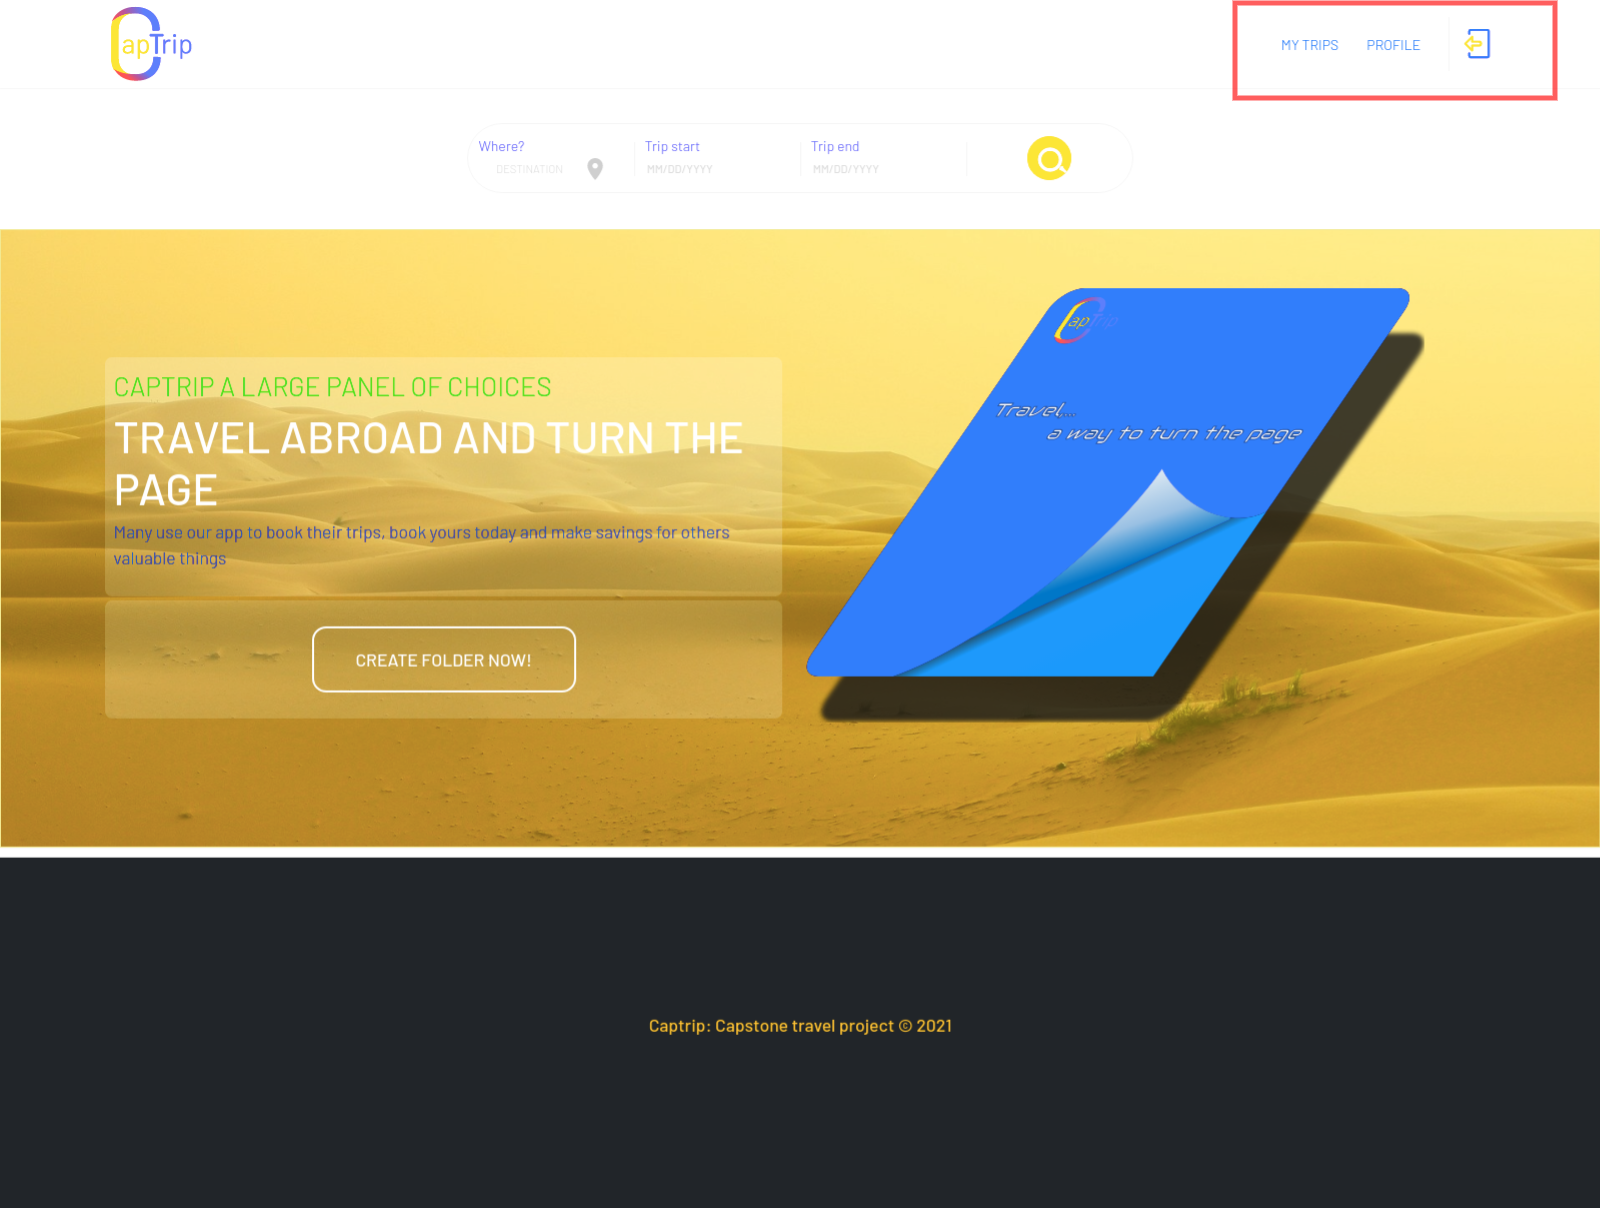 CapTrip
MY TRIPS PROFILE
Where? Trip start Trip end
DESTINATION MM/DD/YYYY MM/DD/YYYY
CapTrip
CAPTRIP A LARGE PANEL OF CHOICES
Travel...
a way to turn the page
TRAVEL ABROAD AND TURN THE
PAGE
Many use our app to book their trips, book yours today and make savings for others
valuable things
CREATE FOLDER NOW!
Captrip: Capstone travel project © 2021